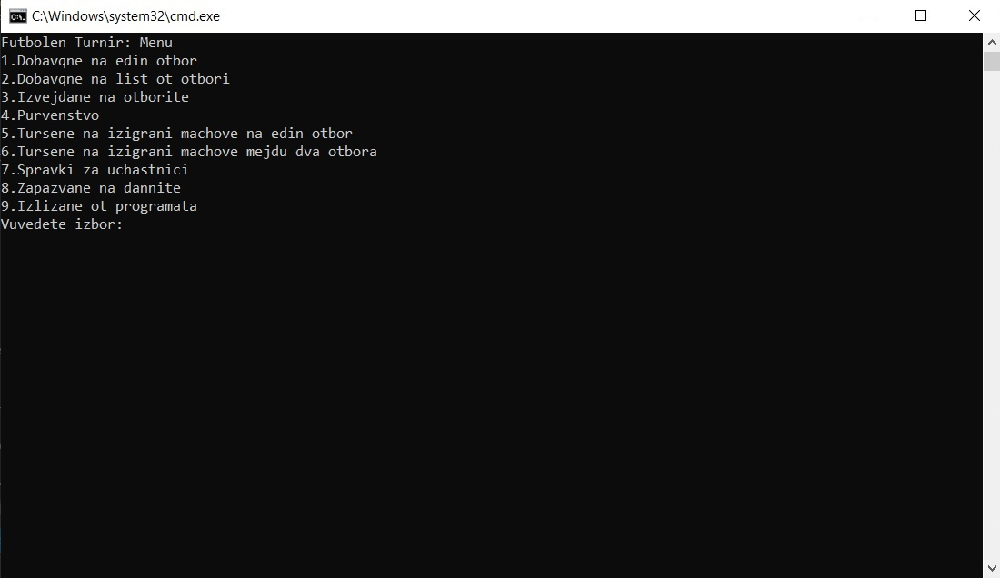 C:\Windows\system32\cmd.exe
Futbolen Turnir: Menu
1.Dobavqne na edin otbor
2.Dobavqne na list ot otbori
3.Izvejdane na otborite
4.Purvenstvo
5.Tursene na izigrani machove na edin otbor
6.Tursene na izigrani machove mejdu dva otbora
7.Spravki za uchastnici
8.Zapazvane na dannite
9.Izlizane ot programata
Vuvedete izbor: